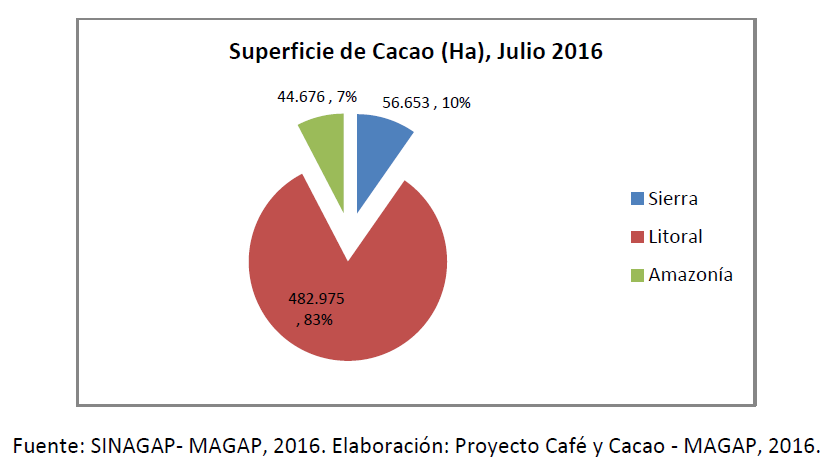 Superficie de Cacao (Ha), Julio 2016
44.676 , 7%
56.653 , 10%
482.975
, 83%
Sierra
Litoral
Amazonía
Fuente: SINAGAP- MAGAP, 2016. Elaboración: Proyecto Café y Cacao - MAGAP, 2016.